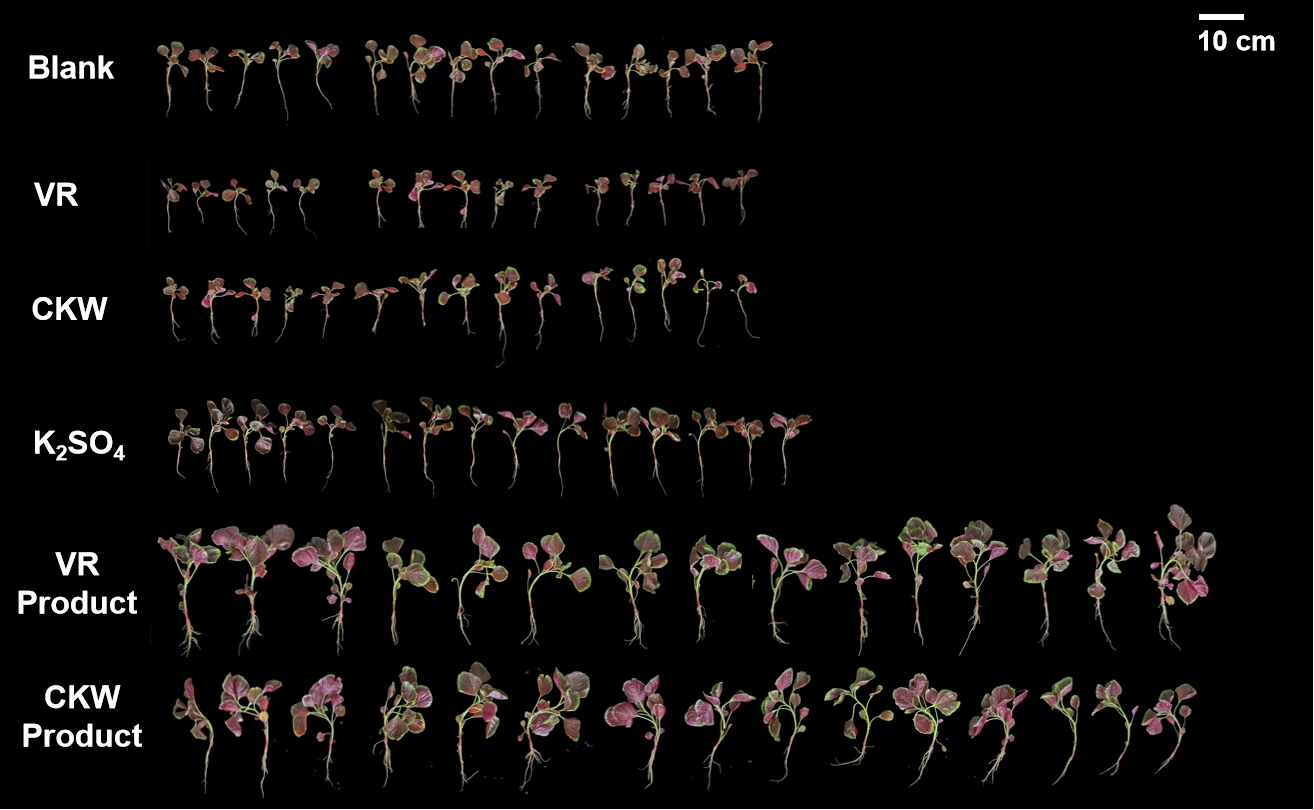 10 cm
Blank
VR
CKW
K₂SO₄
VR
Product
CKW
Product